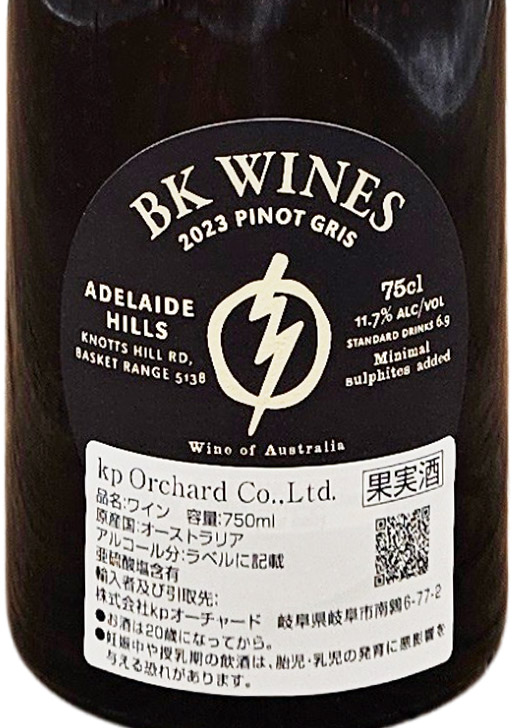 BK WINES
2023 PINOT GRIS
ADELAIDE
HILLS
KNOTTS HILL RD,
BASKET RANGE 5138
75cl
11.7% ALC/VOL
STANDARD DRINKS 6.9
Minimal
sulphites added
Wine of Australia
kp Orchard Co.,Ltd.
果実酒
品名:ワイン 容量:750ml
原産国:オーストラリア
アルコール分:ラベルに記載
亜硫酸塩含有
輸入者及び引取先:
株式会社kpオーチャード 岐阜県岐阜市南鶉6-77-2
●お酒は20歳になってから。
●妊娠中や授乳期の飲酒は、胎児・乳児の発育に悪影響を
与える恐れがあります。